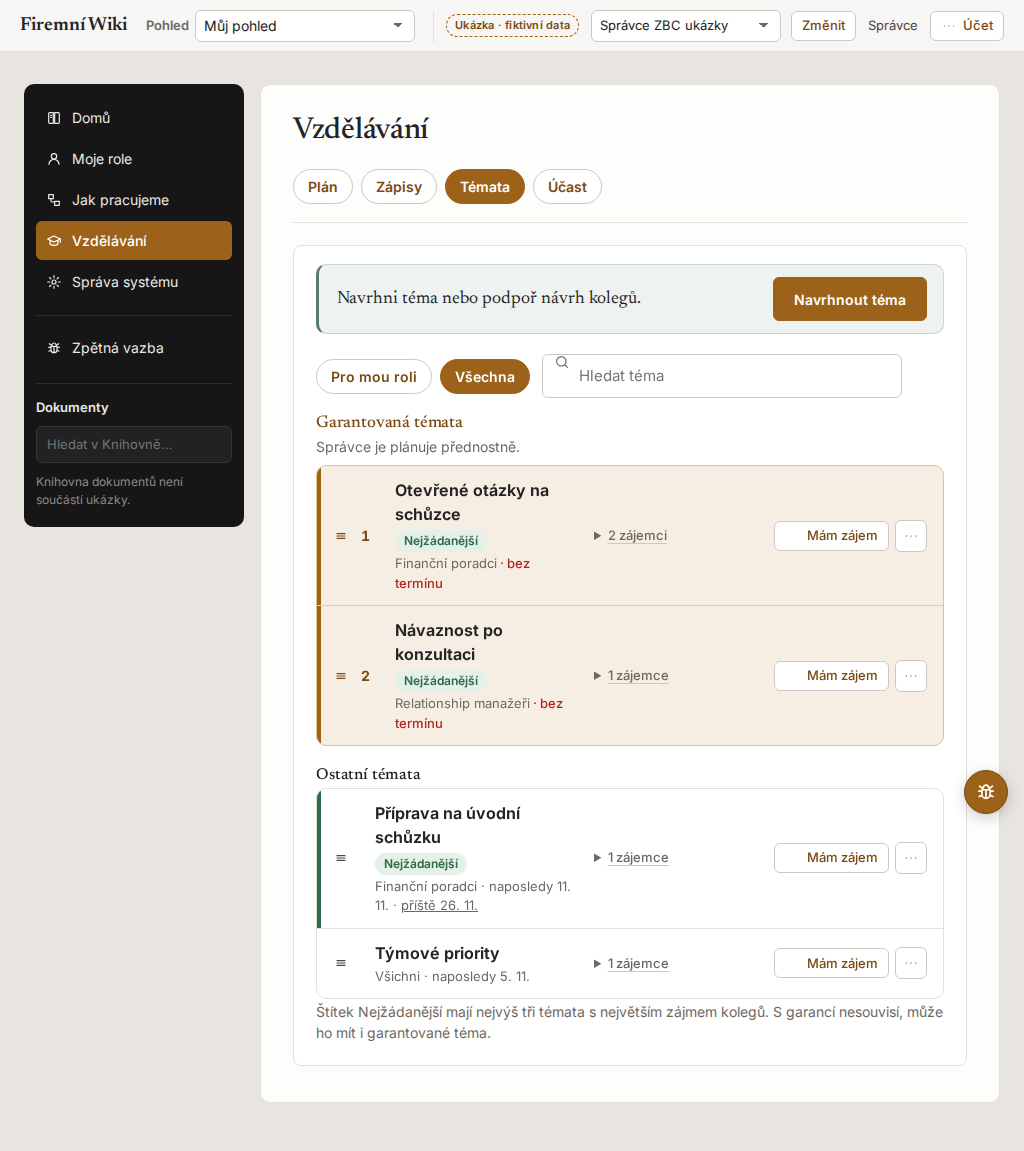 Firemní Wiki
Pohled
Můj pohled
Ukázka · fiktivní data
Správce ZBC ukázky
Změnit
Správce
··· Účet
Domů
Moje role
Jak pracujeme
Vzdělávání
Správa systému
Zpětná vazba
Dokumenty
Hledat v Knihovně...
Knihovna dokumentů není
součástí ukázky.
Vzdělávání
Plán
Zápisy
Témata
Účast
Navrhni téma nebo podpoř návrh kolegů.
Navrhnout téma
Pro mou roli
Všechna
Hledat téma
Garantovaná témata
Správce je plánuje přednostně.
1
Otevřené otázky na
schůzce
Nejžádanější
Finanční poradci · bez
termínu
2 zájemci
Mám zájem
···
2
Návaznost po
konzultaci
Nejžádanější
Relationship manažeři · bez
termínu
1 zájemce
Mám zájem
···
Ostatní témata
Příprava na úvodní
schůzku
Nejžádanější
Finanční poradci · naposledy 11.
11. · příště 26. 11.
1 zájemce
Mám zájem
···
Týmové priority
Všichni · naposledy 5. 11.
1 zájemce
Mám zájem
···
Štítek Nejžádanější mají nejvýš tři témata s největším zájmem kolegů. S garancí nesouvisí, může
ho mít i garantované téma.